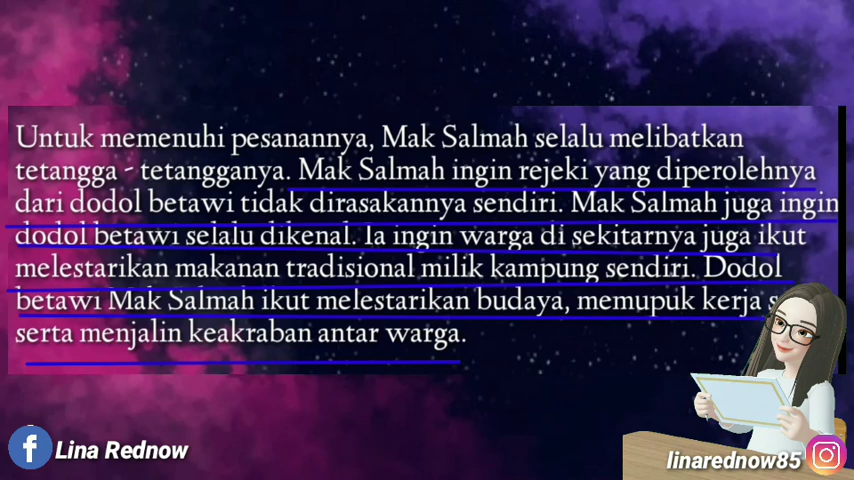 Untuk memenuhi pesanannya, Mak Salmah selalu melibatkan
tetangga - tetangganya. Mak Salmah ingin rejeki yang diperolehnya
dari dodol betawi tidak dirasakannya sendiri. Mak Salmah juga ingin
dodol betawi selalu dikenal. Ia ingin warga di sekitarnya juga ikut
melestarikan makanan tradisional milik kampung sendiri. Dodol
betawi Mak Salmah ikut melestarikan budaya, memupuk kerja
serta menjalin keakraban antar warga.
Lina Rednow
linarednow85